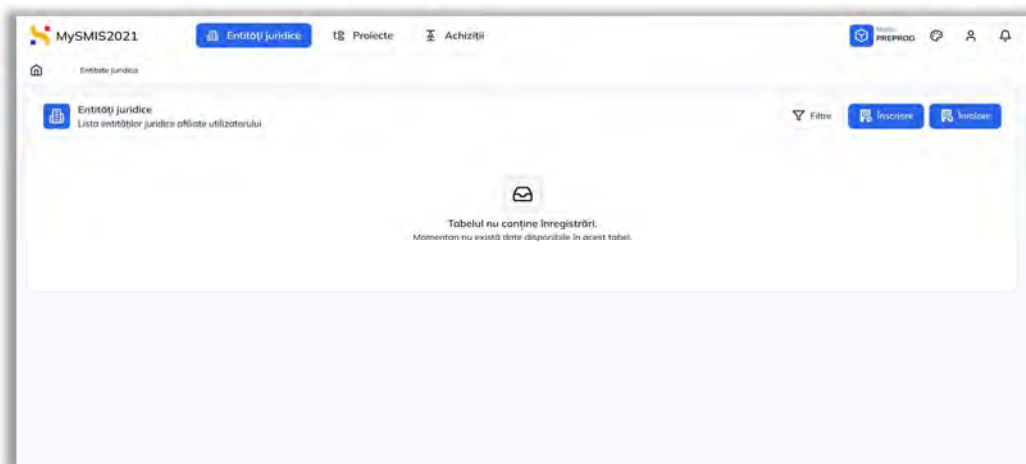 MySMIS2021
Entități juridice
Proiecte
Achiziții
PREPROD
Entitate juridica
Entități juridice
Lista entităților juridice afiliate utilizatorului
Filtre
Înscriere
Înrolare
Tabelul nu conține înregistrări.
Momentan nu există date disponibile în acest tabel.